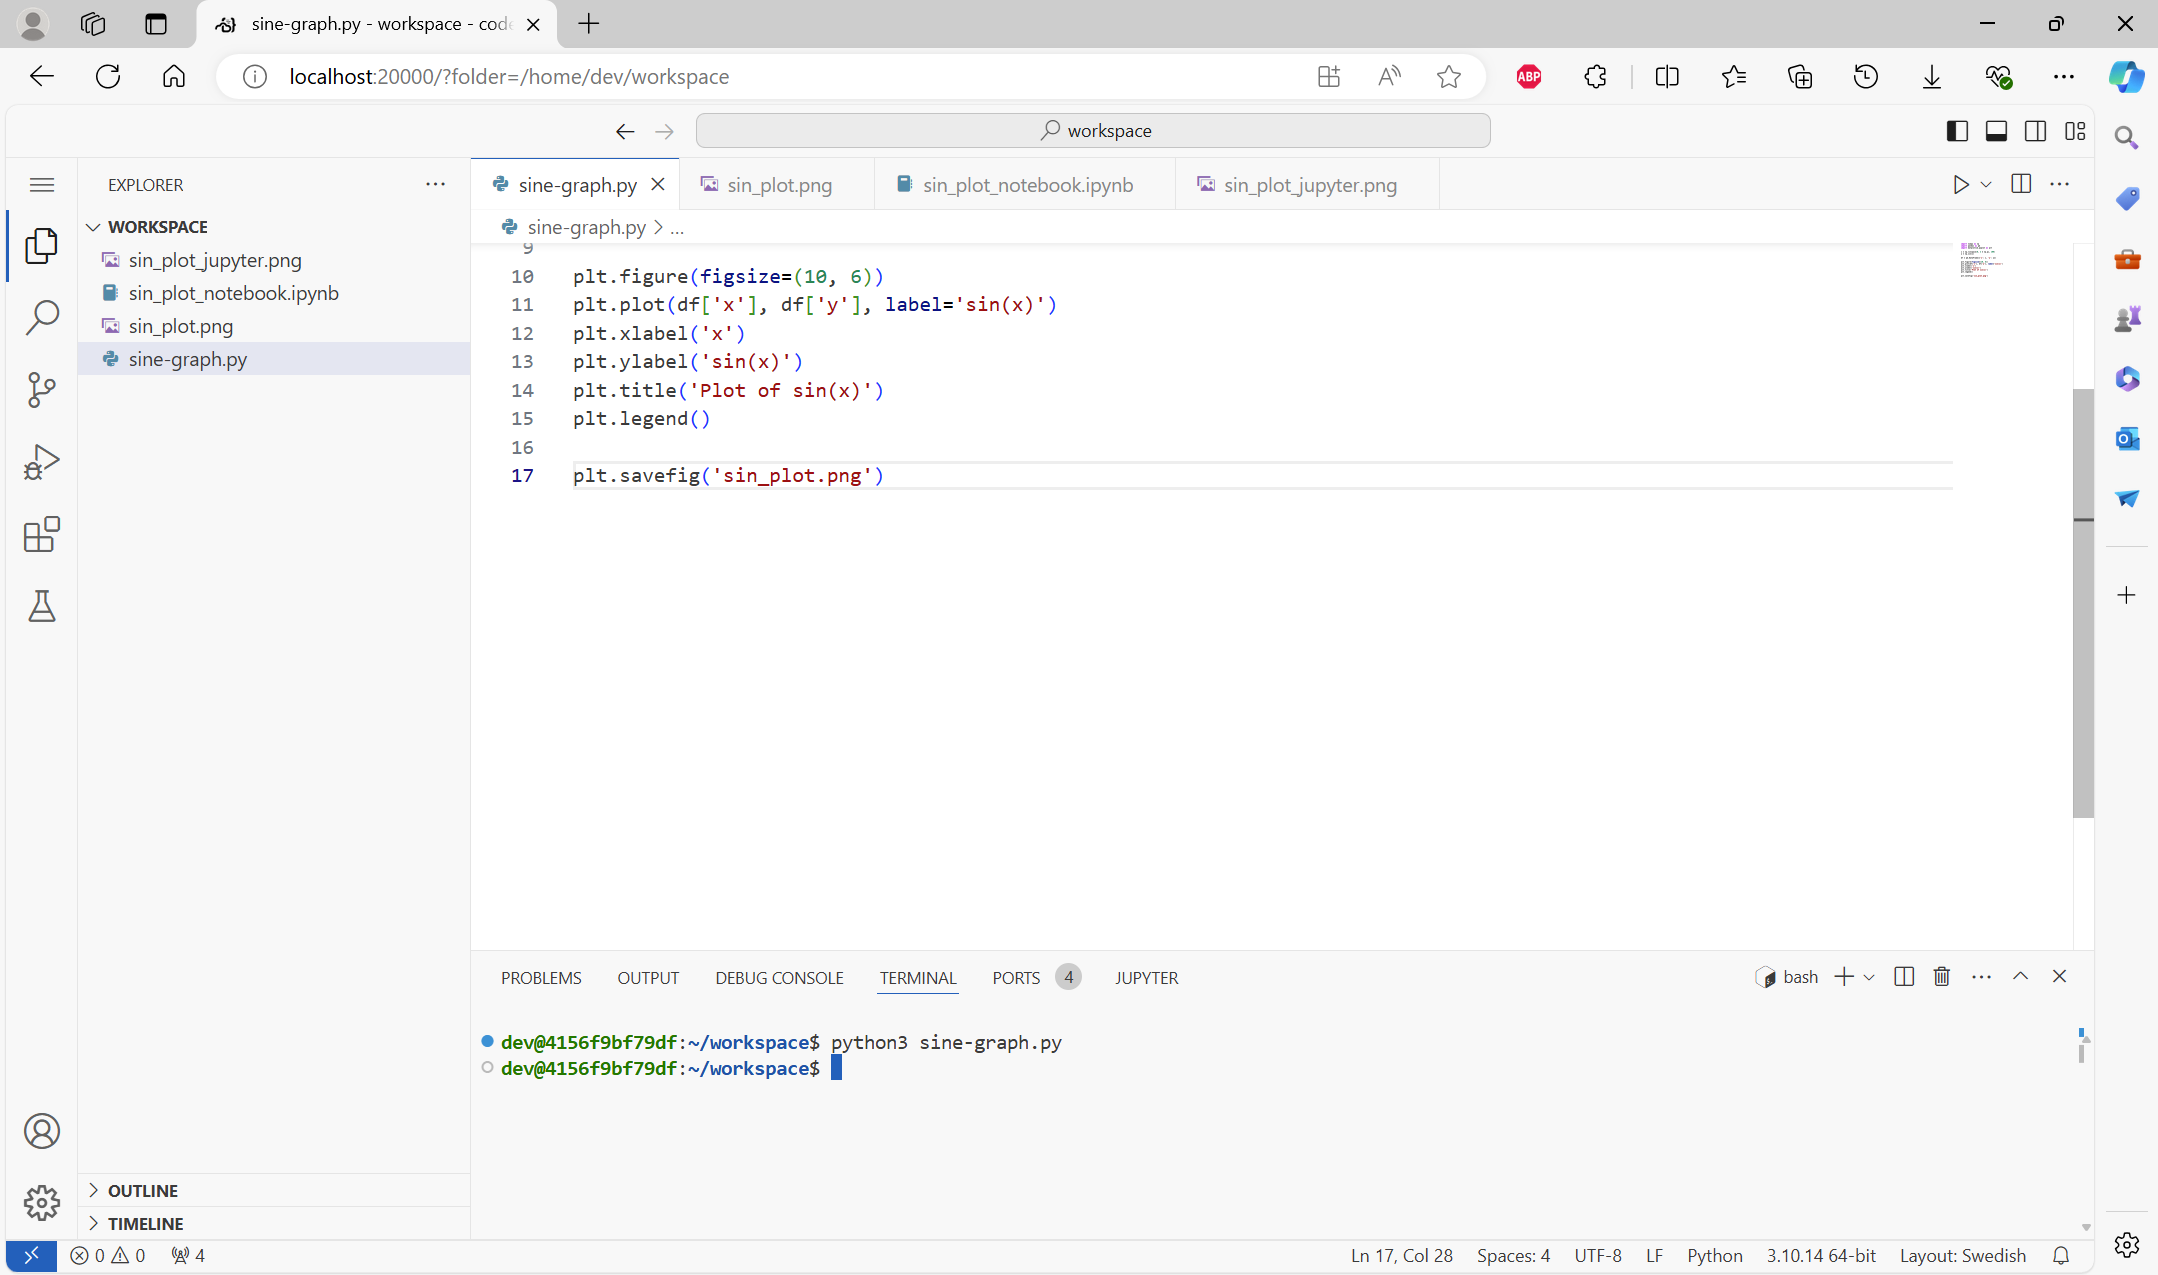 sine-graph.py - workspace - code
localhost:20000/?folder=/home/dev/workspace
ABP
workspace
EXPLORER
WORKSPACE
sin_plot_jupyter.png
sin_plot_notebook.ipynb
sin_plot.png
sine-graph.py
OUTLINE
TIMELINE
sine-graph.py
sin_plot.png
sin_plot_notebook.ipynb
sin_plot_jupyter.png
sine-graph.py > ...
9
10 plt.figure(figsize=(10, 6))
11 plt.plot(df['x'], df['y'], label='sin(x)')
12 plt.xlabel('x')
13 plt.ylabel('sin(x)')
14 plt.title('Plot of sin(x)')
15 plt.legend()
16
17 plt.savefig('sin_plot.png')
PROBLEMS OUTPUT DEBUG CONSOLE TERMINAL PORTS 4 JUPYTER
bash
dev@4156f9bf79df:~/workspace$ python3 sine-graph.py
dev@4156f9bf79df:~/workspace$
0 0 4
Ln 17, Col 28 Spaces: 4 UTF-8 LF Python 3.10.14 64-bit Layout: Swedish